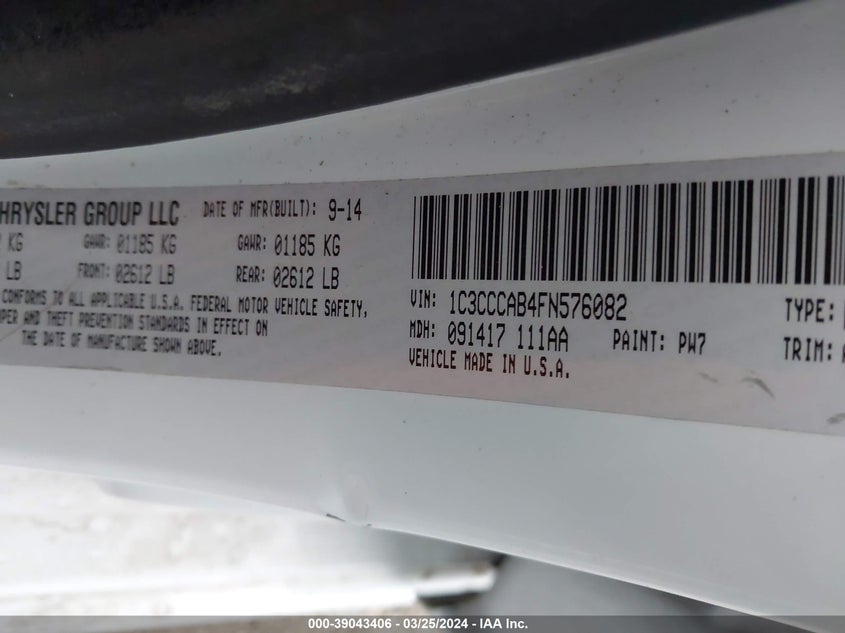 HRYSLER GROUP LLC DATE OF MFR(BUILT): 9-14
KG GAWR: 01185 KG GAWR: 01185 KG
LB FRONT: 02612 LB REAR: 02612 LB
CONFORMS TO ALL APPLICABLE U.S.A. FEDERAL MOTOR VEHICLE SAFETY,
PER AND THEFT PREVENTION STANDARDS IN EFFECT ON
THE DATE OF MANUFACTURE SHOWN ABOVE.
VIN: 1C3CCCAB4FN576082 TYPE:
MDH: 091417 111AA PAINT: PW7 TRIM:
VEHICLE MADE IN U.S.A.
000-39043406 - 03/25/2024 - IAA Inc.